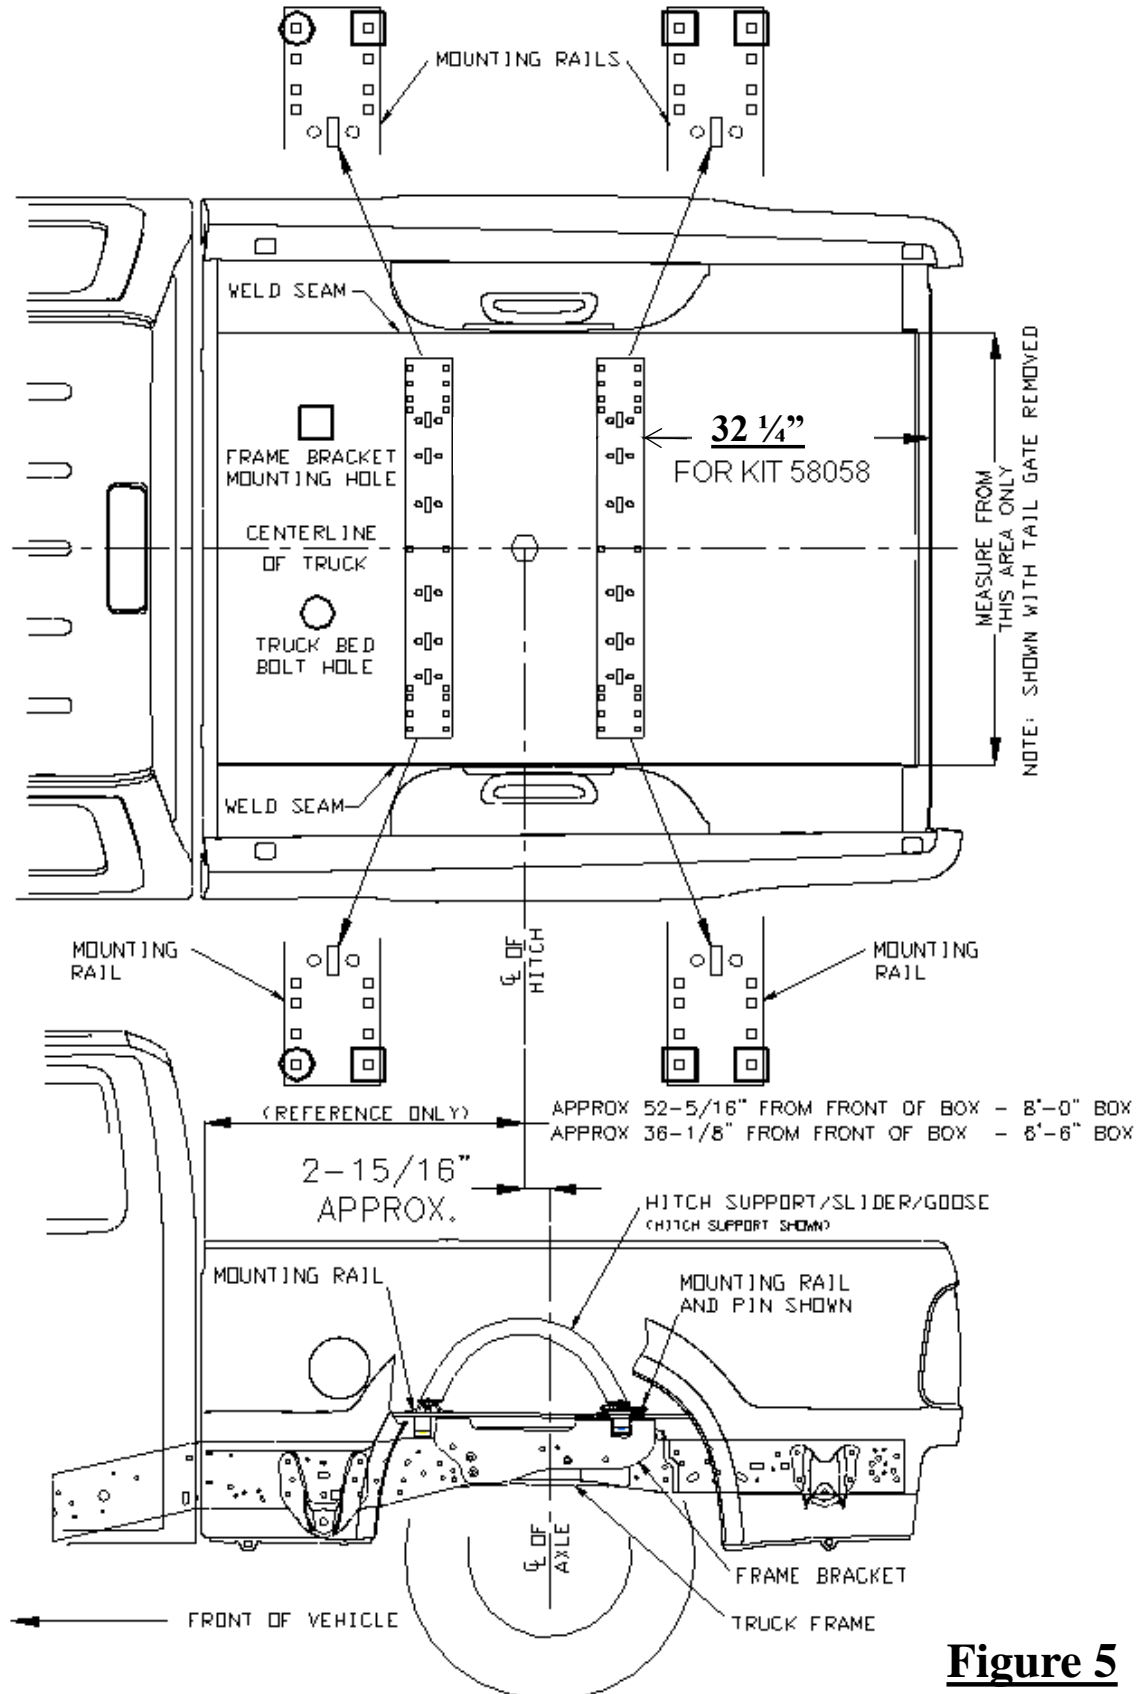 MOUNTING RAILS
WELD SEAM
32 ¼”
FOR KIT 58058
FRAME BRACKET
MOUNTING HOLE
CENTERLINE
OF TRUCK
TRUCK BED
BOLT HOLE
MEASURE FROM
THIS AREA ONLY
NOTE: SHOWN WITH TAIL GATE REMOVED
WELD SEAM
MOUNTING
RAIL
℄ OF
HITCH
MOUNTING
RAIL
(REFERENCE ONLY)
APPROX 52-5/16" FROM FRONT OF BOX - 8'-0" BOX
APPROX 36-1/8" FROM FRONT OF BOX - 6'-6" BOX
2-15/16"
APPROX.
HITCH SUPPORT/SLIDER/GOOSE
(HITCH SUPPORT SHOWN)
MOUNTING RAIL
MOUNTING RAIL
AND PIN SHOWN
℄ OF
AXLE
FRAME BRACKET
TRUCK FRAME
FRONT OF VEHICLE
Figure 5